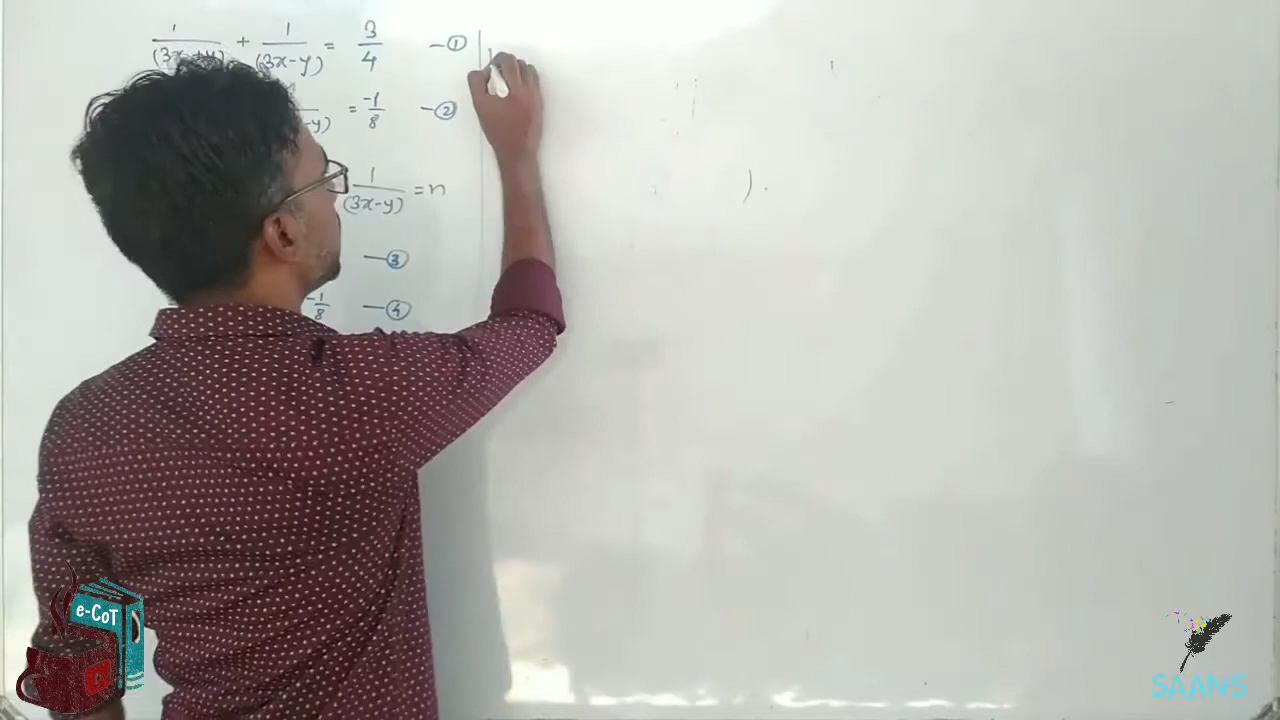 1/(3x+y) + 1/(3x-y) = 3/4 —①
-y) = -1/8 —②
1/(3x-y) = n
—③
-1/8 —④
) .
e-CoT
SAANS